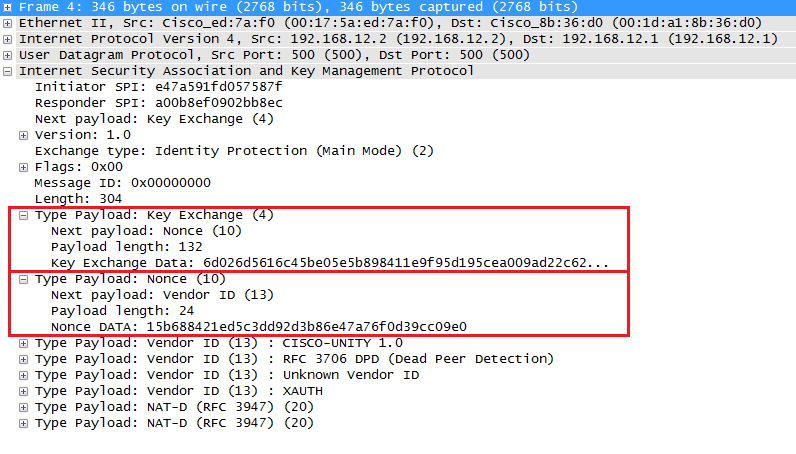 Frame 4: 346 bytes on wire (2768 bits), 346 bytes captured (2768 bits)
Ethernet II, Src: Cisco_ed:7a:f0 (00:17:5a:ed:7a:f0), Dst: Cisco_8b:36:d0 (00:1d:a1:8b:36:d0)
Internet Protocol Version 4, Src: 192.168.12.2 (192.168.12.2), Dst: 192.168.12.1 (192.168.12.1)
User Datagram Protocol, Src Port: 500 (500), Dst Port: 500 (500)
Internet Security Association and Key Management Protocol
Initiator SPI: e47a591fd057587f
Responder SPI: a00b8ef0902bb8ec
Next payload: Key Exchange (4)
Version: 1.0
Exchange type: Identity Protection (Main Mode) (2)
Flags: 0x00
Message ID: 0x00000000
Length: 304
Type Payload: Key Exchange (4)
Next payload: Nonce (10)
Payload length: 132
Key Exchange Data: 6d026d5616c45be05e5b898411e9f95d195cea009ad22c62...
Type Payload: Nonce (10)
Next payload: Vendor ID (13)
Payload length: 24
Nonce DATA: 15b688421ed5c3dd92d3b86e47a76f0d39cc09e0
Type Payload: Vendor ID (13) : CISCO-UNITY 1.0
Type Payload: Vendor ID (13) : RFC 3706 DPD (Dead Peer Detection)
Type Payload: Vendor ID (13) : Unknown Vendor ID
Type Payload: Vendor ID (13) : XAUTH
Type Payload: NAT-D (RFC 3947) (20)
Type Payload: NAT-D (RFC 3947) (20)